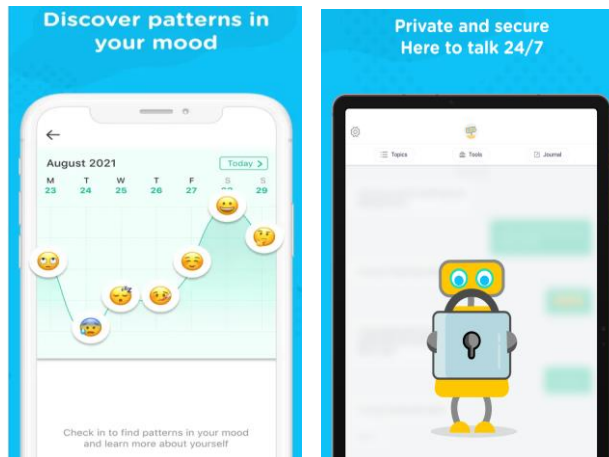 Discover patterns in
your mood
August 2021
Today >
M T W T F S S
23 24 25 26 27 29
Check in to find patterns in your mood
and learn more about yourself
Private and secure
Here to talk 24/7
Topics
Tools
Journal